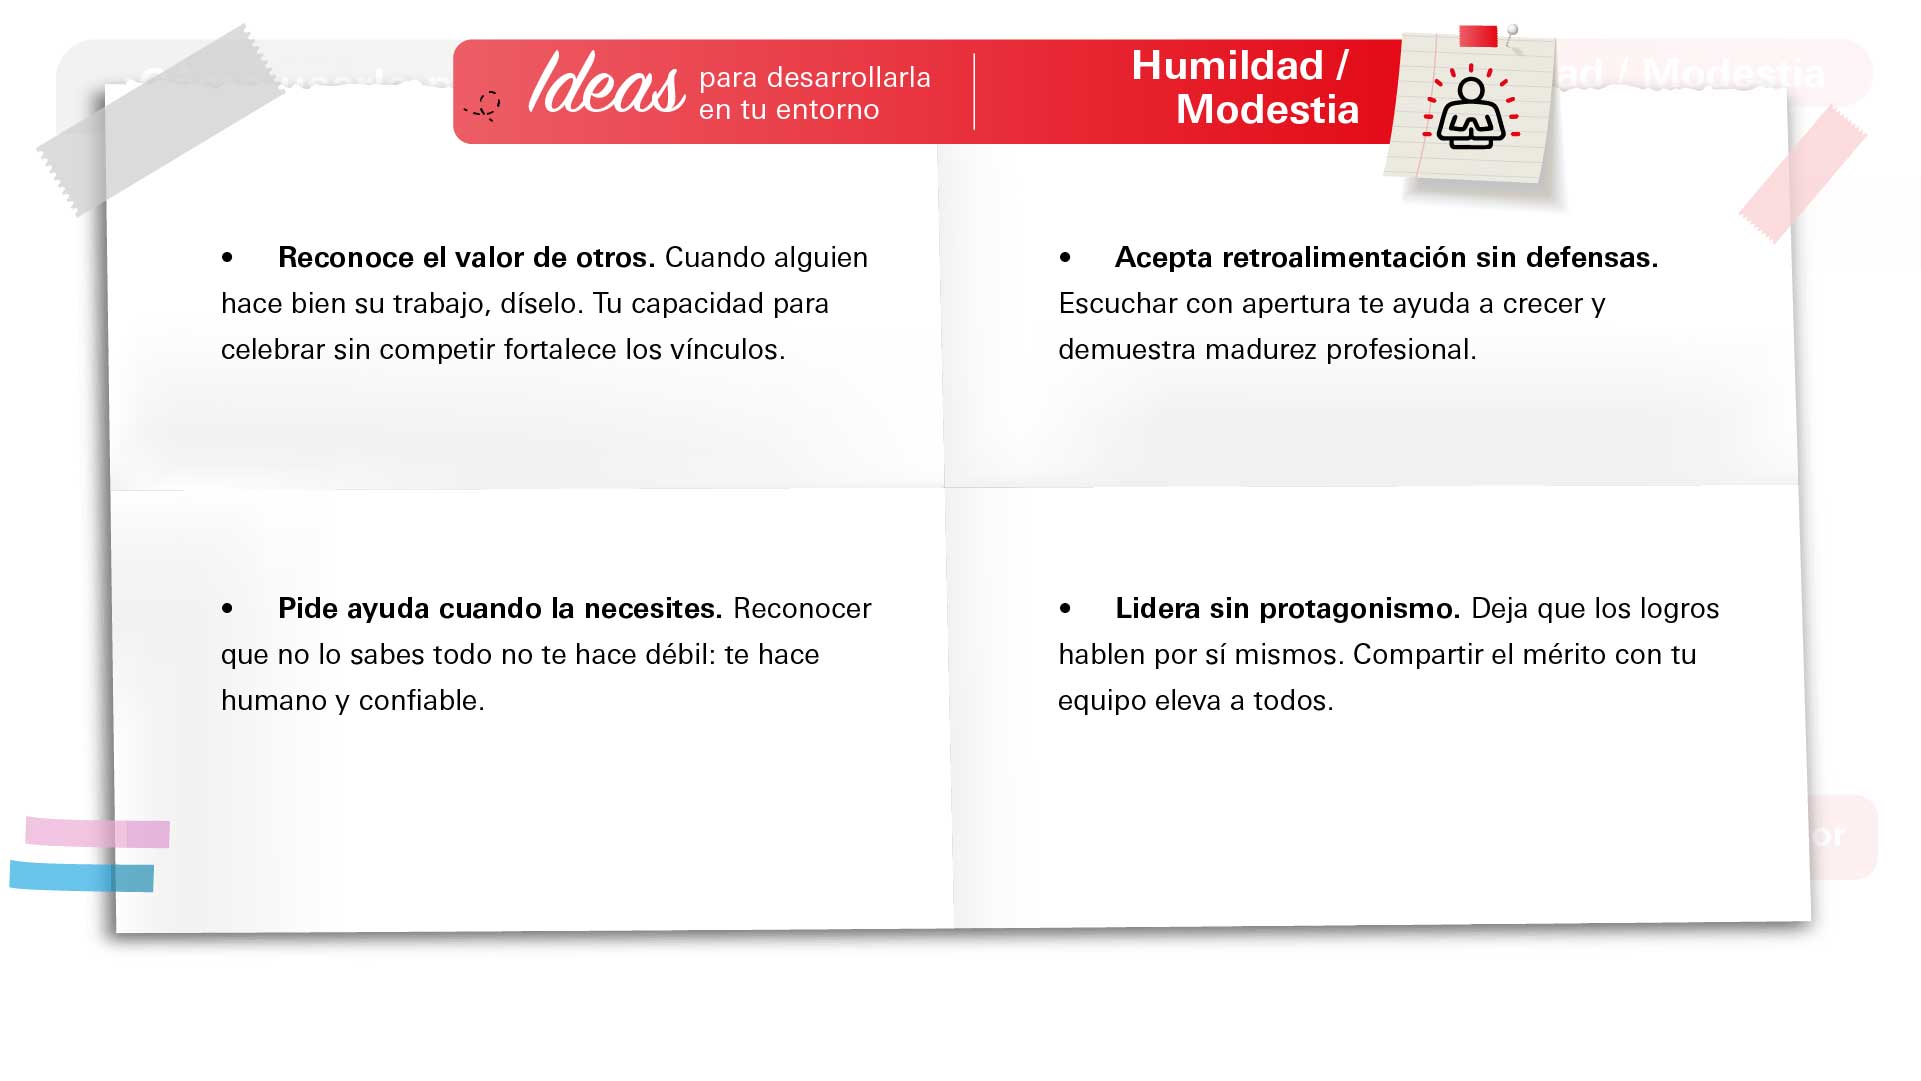 Ideas para desarrollarla
en tu entorno
Humildad /
Modestia
ad / Modestia
• Reconoce el valor de otros. Cuando alguien
hace bien su trabajo, díselo. Tu capacidad para
celebrar sin competir fortalece los vínculos.
• Acepta retroalimentación sin defensas.
Escuchar con apertura te ayuda a crecer y
demuestra madurez profesional.
• Pide ayuda cuando la necesites. Reconocer
que no lo sabes todo no te hace débil: te hace
humano y confiable.
• Lidera sin protagonismo. Deja que los logros
hablen por sí mismos. Compartir el mérito con tu
equipo eleva a todos.
or